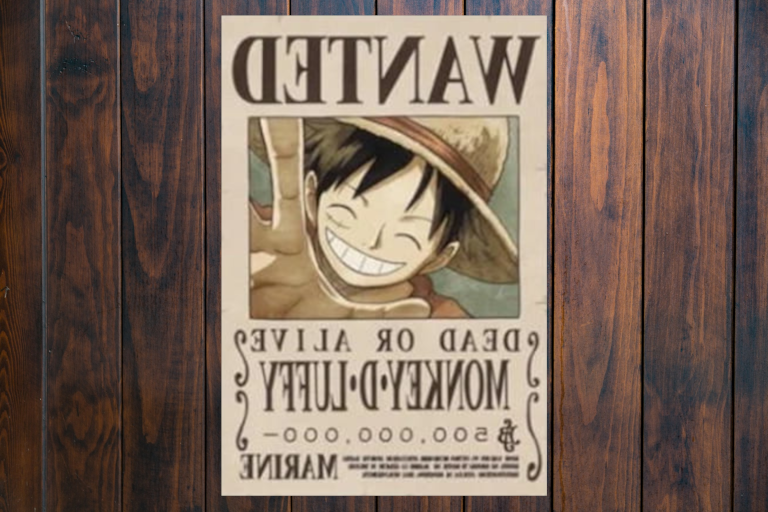 WANTED
DEAD OR ALIVE
MONKEY•D•LUFFY
฿500,000,000-
MARINE